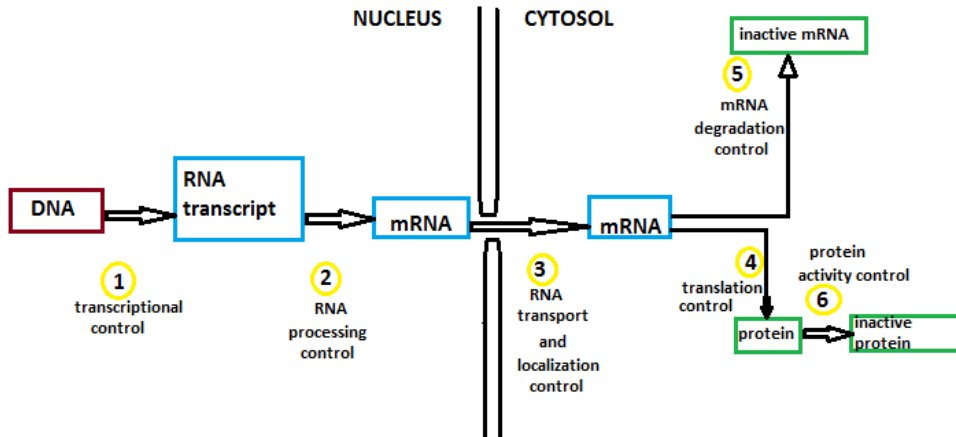 NUCLEUS
CYTOSOL
inactive mRNA
5
mRNA
degradation
control
RNA
transcript
DNA
mRNA
mRNA
1
transcriptional
control
2
RNA
processing
control
3
RNA
transport
and
localization
control
4
translation
control
protein
activity control
6
protein
inactive
protein